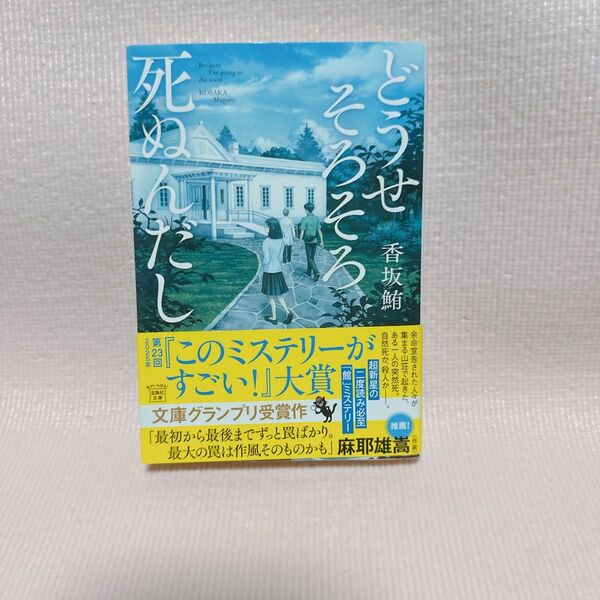 どうせ
そろそろ
死ぬんだし
香坂鮪
Because
I'm going to
die soon
KOSAKA
Maguro
余命宣告された人々が
集まる山荘で起きた、
ある一人の突然死。
自然死か、殺人か――。
超新星の
二度読み必至
「館」ミステリー
第23回
2025年
『このミステリーが
すごい!』大賞
文庫グランプリ受賞作
宝島社
文庫
「最初から最後までずっと罠ばかり。
最大の罠は作風そのものかも」
麻耶雄嵩
(作家)
推薦!